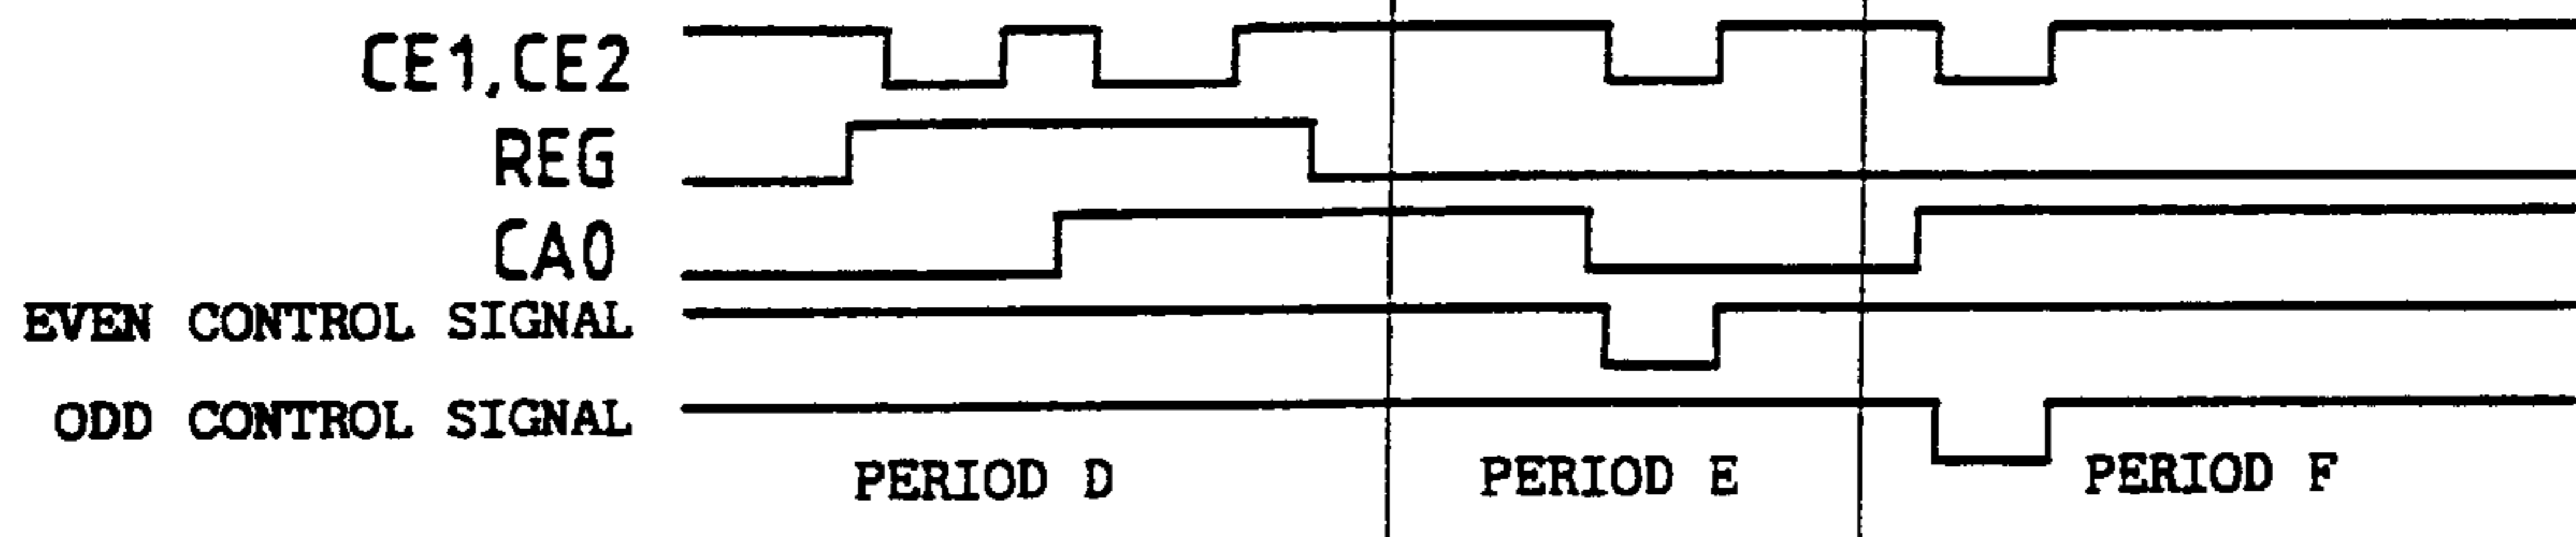 CE1,CE2
REG
CA0
EVEN CONTROL SIGNAL
ODD CONTROL SIGNAL
PERIOD D PERIOD E PERIOD F